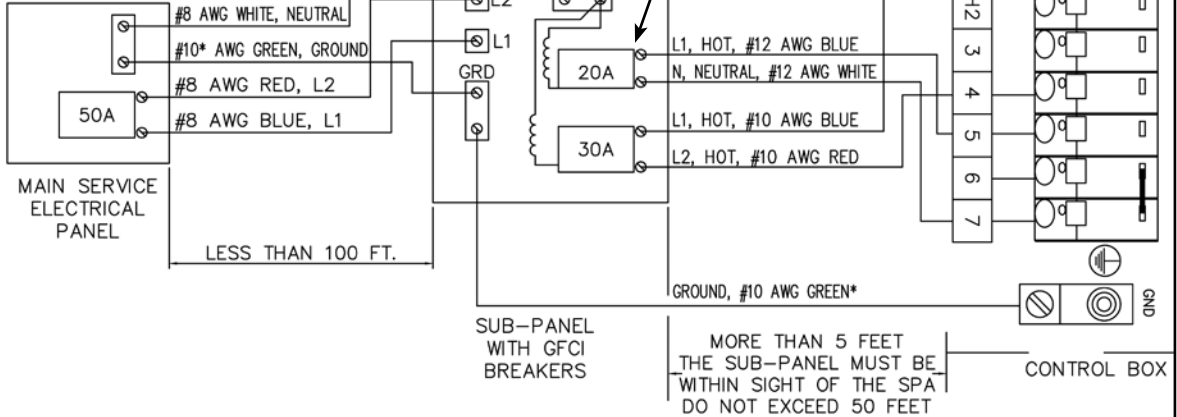 #8 AWG WHITE, NEUTRAL
#10* AWG GREEN, GROUND
#8 AWG RED, L2
#8 AWG BLUE, L1
50A
MAIN SERVICE
ELECTRICAL
PANEL
LESS THAN 100 FT.
L2
L1
GRD
20A
30A
L1, HOT, #12 AWG BLUE
N, NEUTRAL, #12 AWG WHITE
L1, HOT, #10 AWG BLUE
L2, HOT, #10 AWG RED
H2
3
4
5
6
7
GROUND, #10 AWG GREEN*
GND
SUB-PANEL
WITH GFCI
BREAKERS
MORE THAN 5 FEET
THE SUB-PANEL MUST BE
WITHIN SIGHT OF THE SPA
DO NOT EXCEED 50 FEET
CONTROL BOX